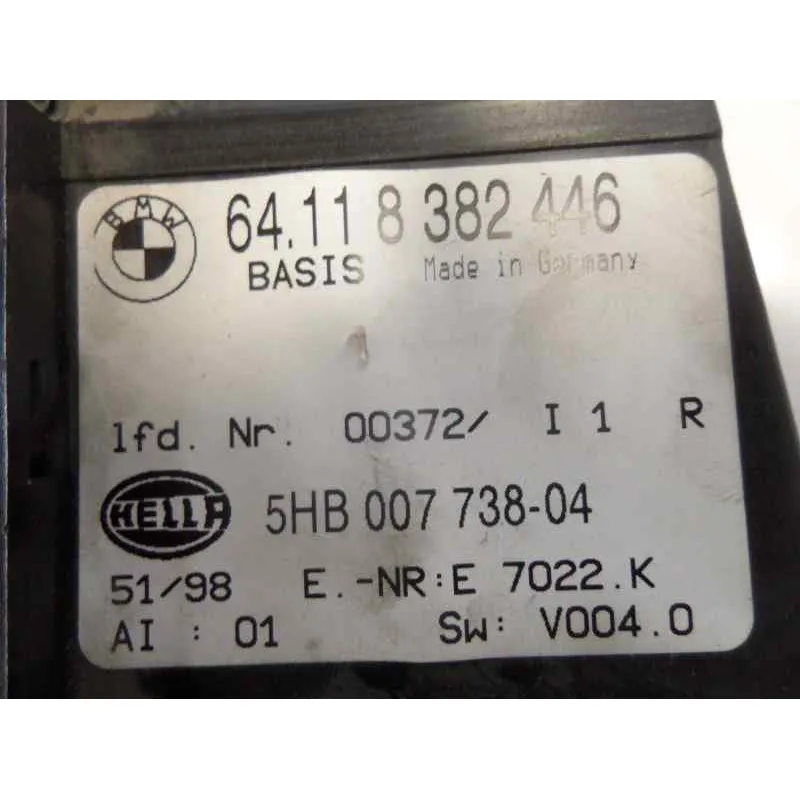 BMW 64.11 8 382 446
BASIS Made in Germany
lfd. Nr. 00372/ I 1 R
HELLA 5HB 007 738-04
51/98 E.-NR:E 7022.K
AI : 01 SW: V004.0